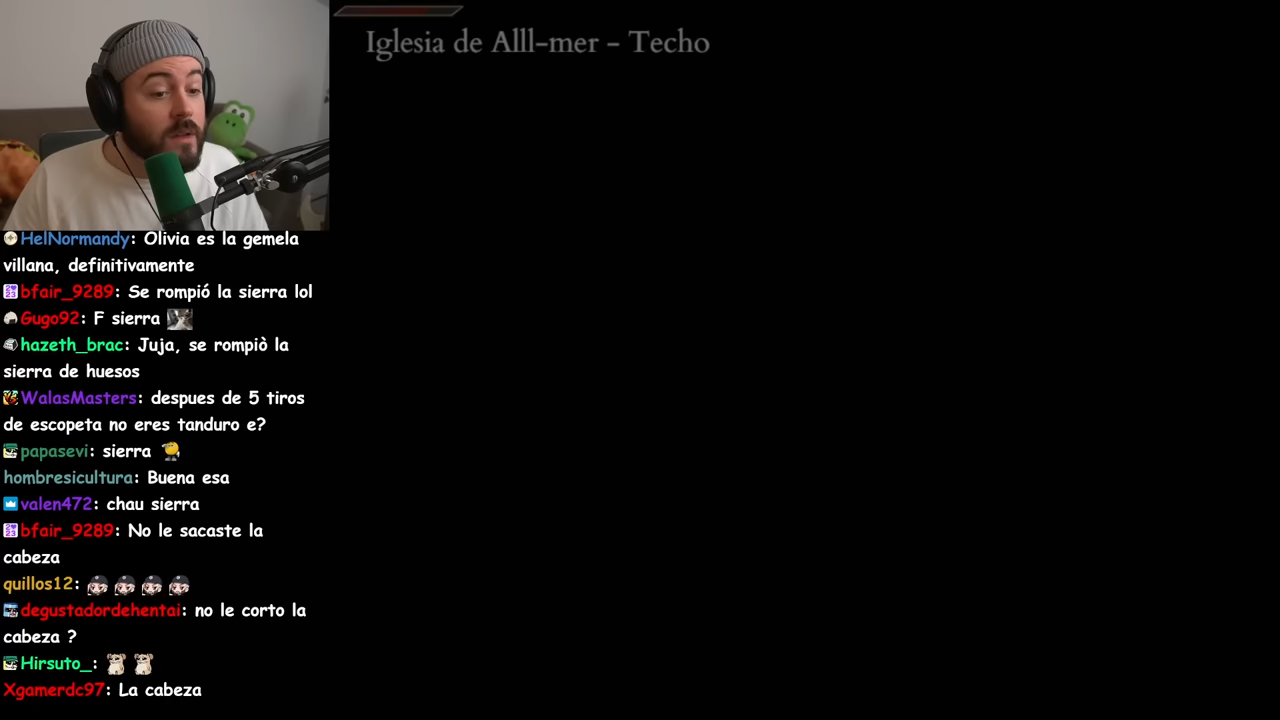 Iglesia de Alll-mer - Techo
HelNormandy: Olivia es la gemela
villana, definitivamente
bfair_9289: Se rompió la sierra lol
Gugo92: F sierra
hazeth_brac: Juja, se rompiò la
sierra de huesos
WalasMasters: despues de 5 tiros
de escopeta no eres tanduro e?
papasevi: sierra
hombresicultura: Buena esa
valen472: chau sierra
bfair_9289: No le sacaste la
cabeza
quillos12:
degustadordehentai: no le corto la
cabeza ?
Hirsuto_:
Xgamerdc97: La cabeza